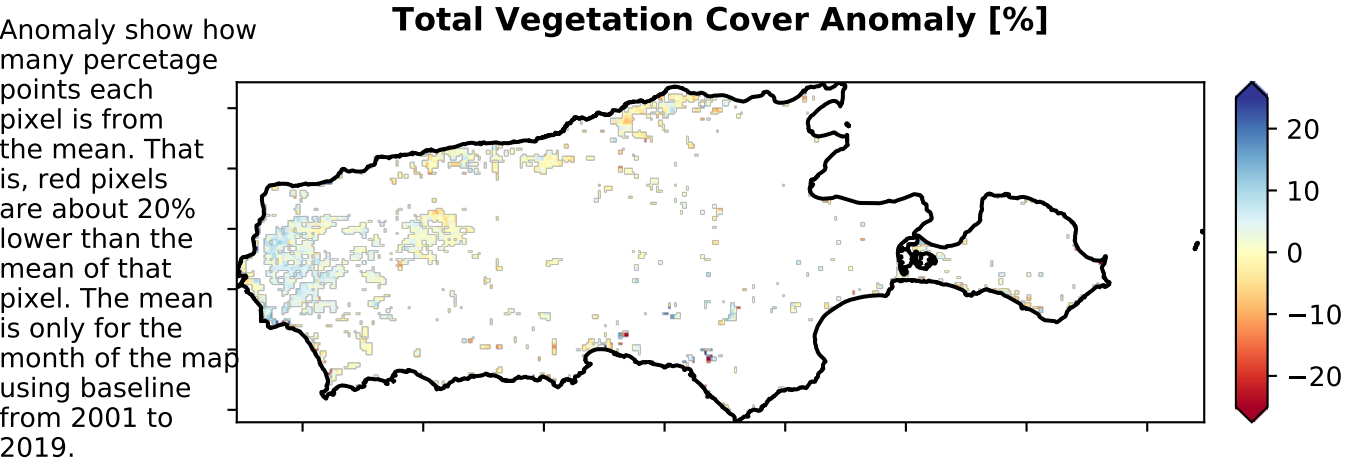 Total Vegetation Cover Anomaly [%]
Anomaly show how
many percetage
points each
pixel is from
the mean. That
is, red pixels
are about 20%
lower than the
mean of that
pixel. The mean
is only for the
month of the map
using baseline
from 2001 to
2019.
20
10
0
−10
−20